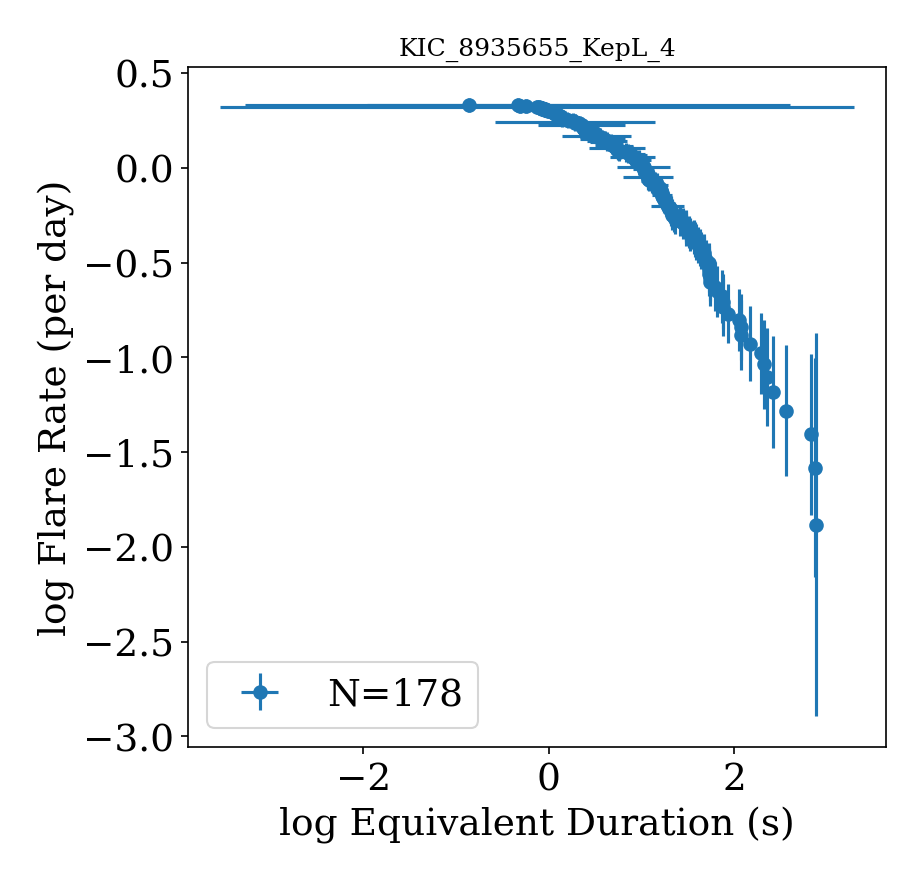 KIC_8935655_KepL_4
log Flare Rate (per day)
0.5
0.0
−0.5
−1.0
−1.5
−2.0
−2.5
−3.0
N=178
−2 0 2
log Equivalent Duration (s)